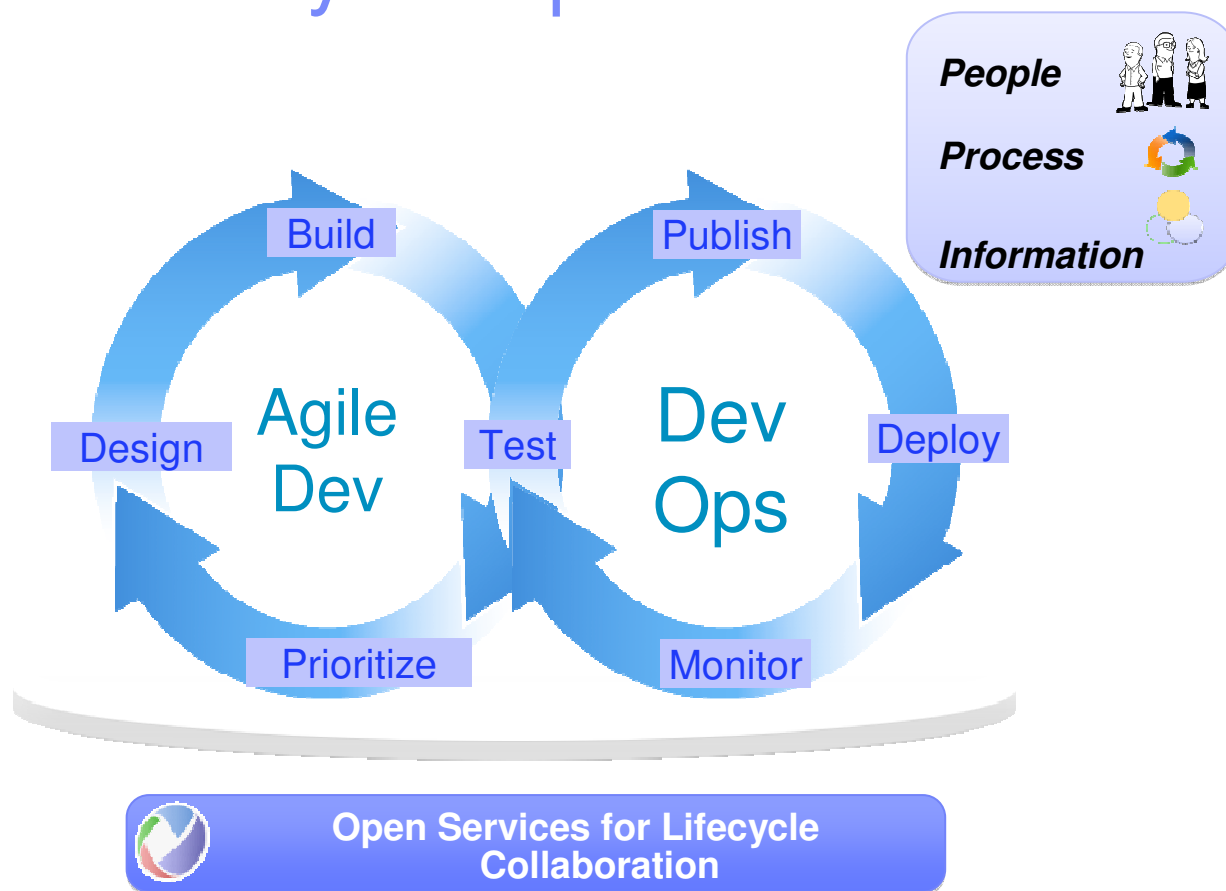 People
Process
Information
Build
Publish
Agile
Dev
Dev
Ops
Design
Test
Deploy
Prioritize
Monitor
Open Services for Lifecycle
Collaboration